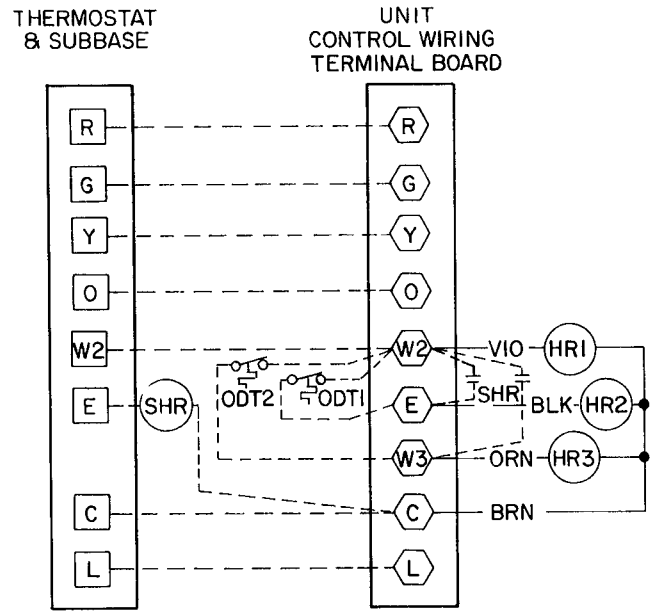 THERMOSTAT
& SUBBASE
UNIT
CONTROL WIRING
TERMINAL BOARD
R R
G G
Y Y
O O
W2 W2 VIO HR1
ODT2 ODT1 SHR
E SHR E BLK HR2
W3 ORN HR3
C C BRN
L L